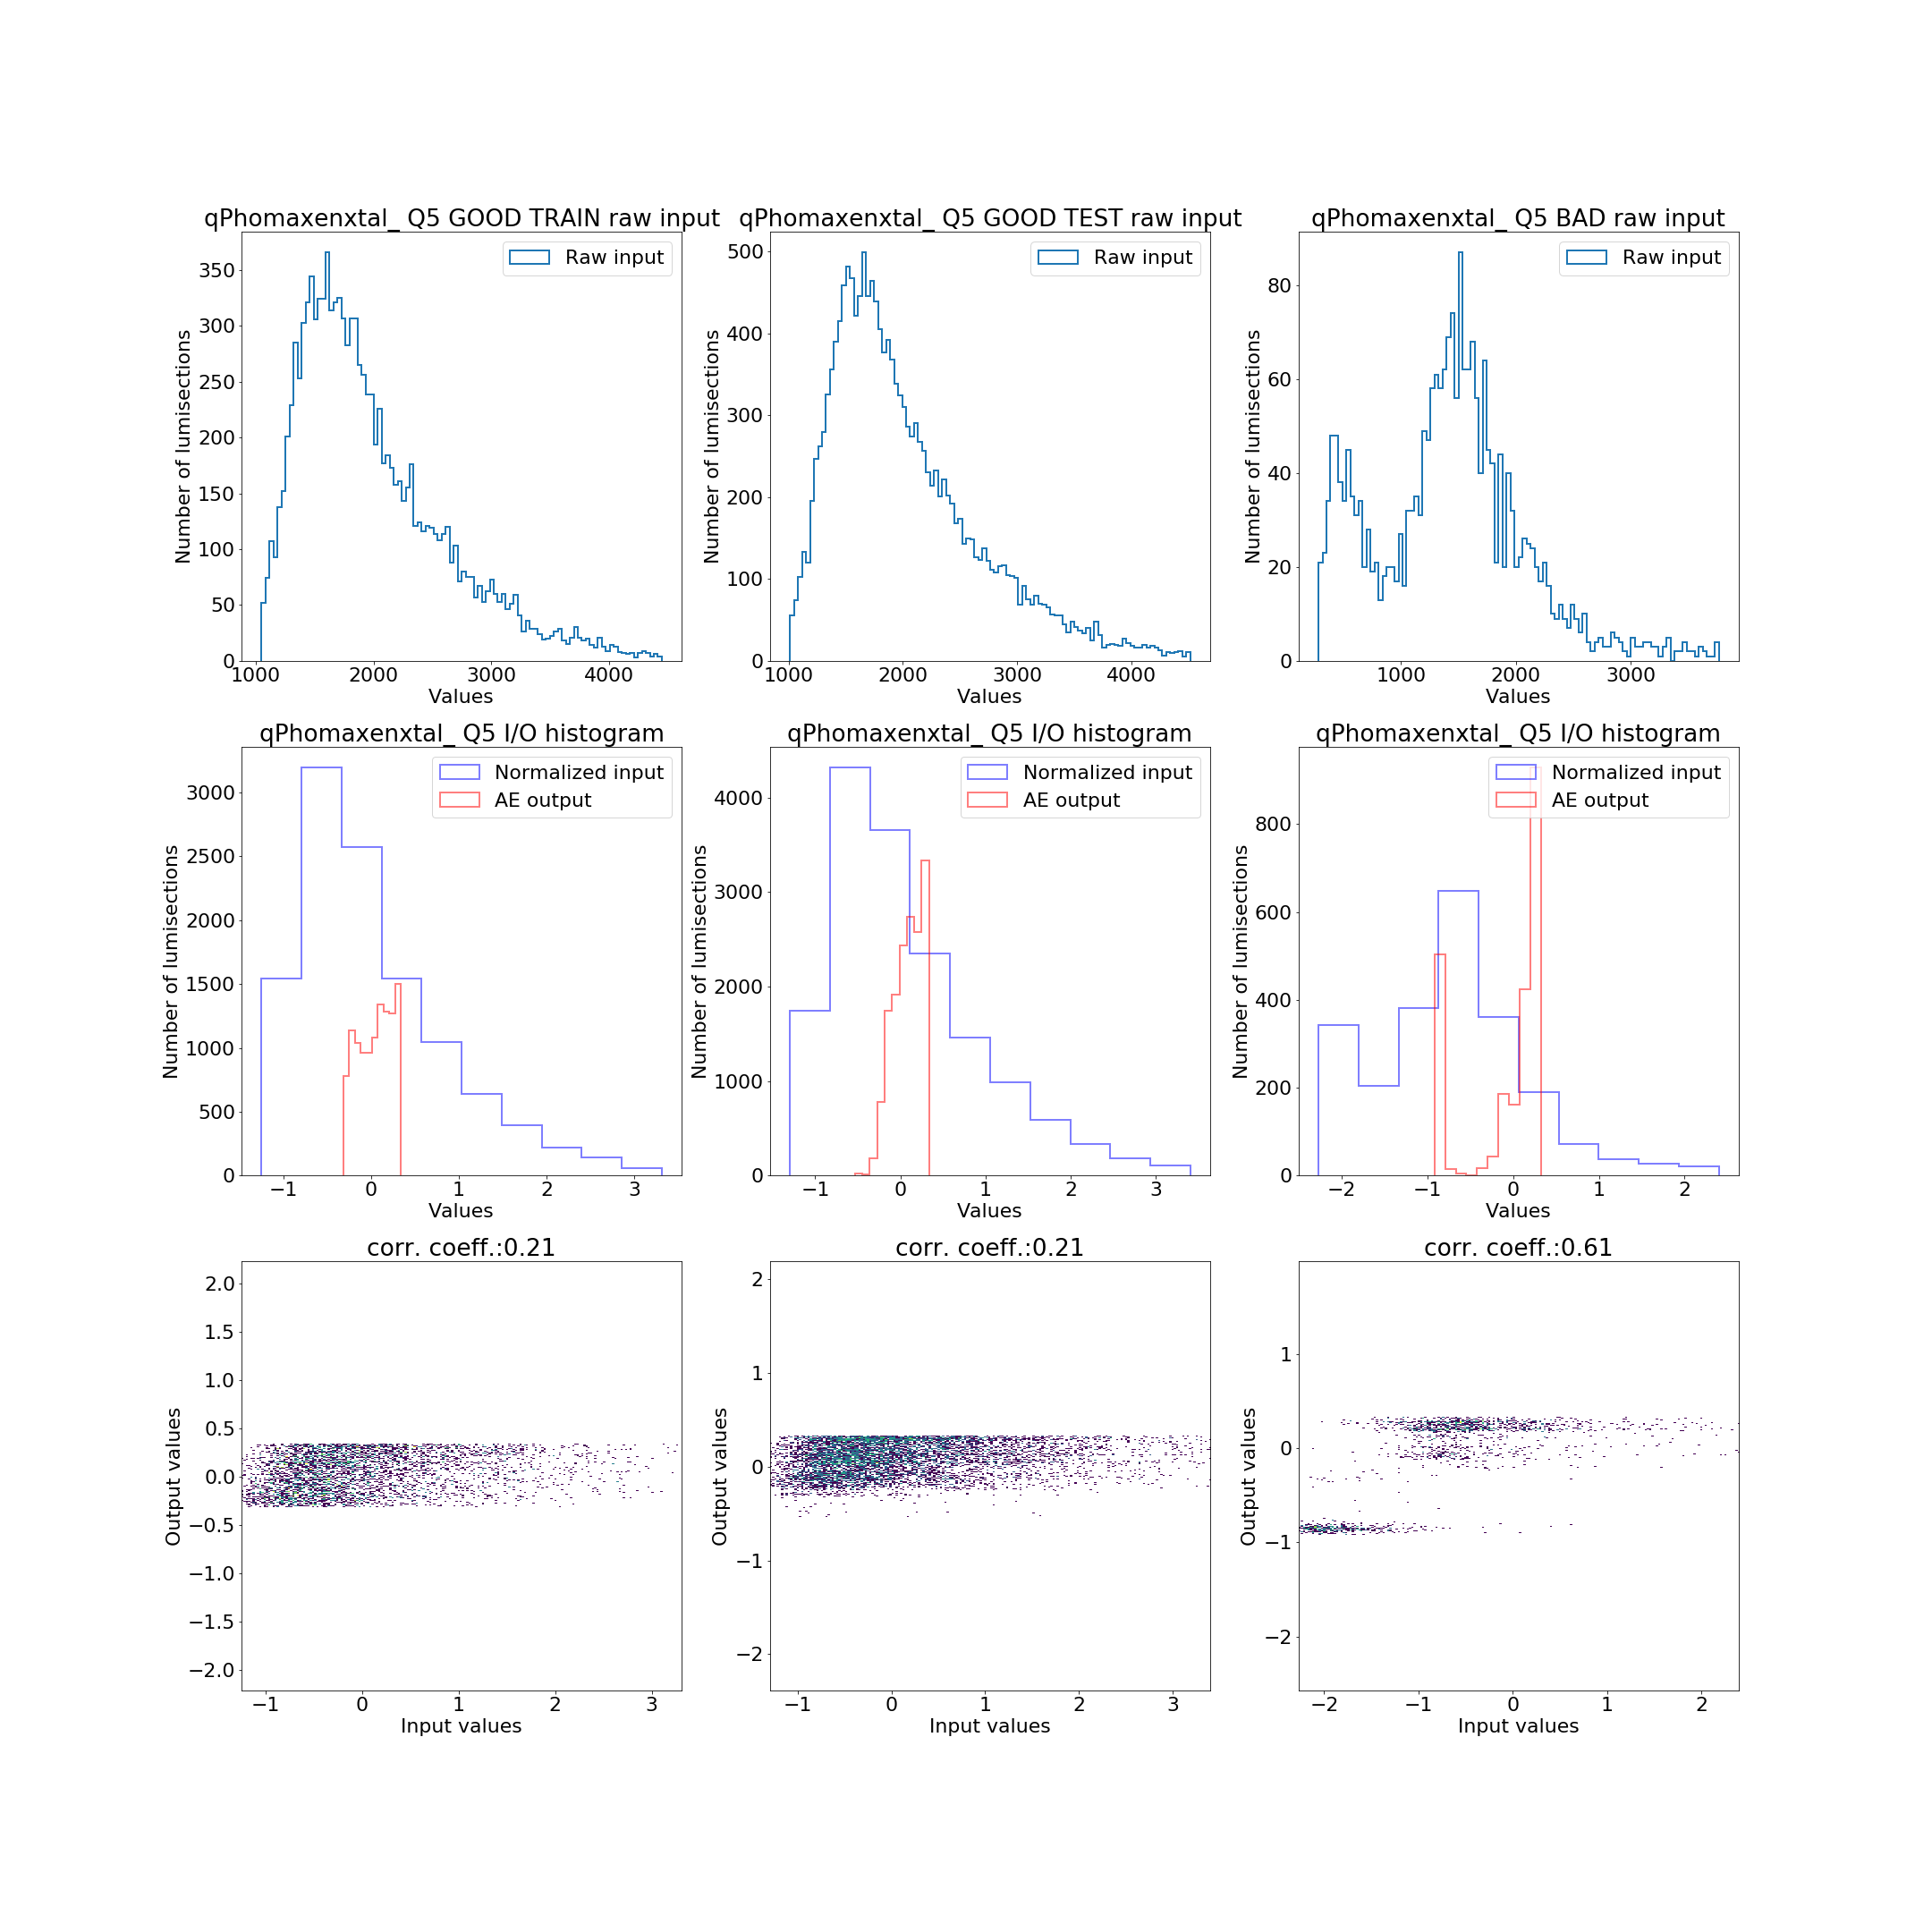 qPhomaxenxtal_ Q5 GOOD TRAIN raw input
Raw input
Number of lumisections
350
300
250
200
150
100
50
0
1000 2000 3000 4000
Values
qPhomaxenxtal_ Q5 GOOD TEST raw input
Raw input
Number of lumisections
500
400
300
200
100
0
1000 2000 3000 4000
Values
qPhomaxenxtal_ Q5 BAD raw input
Raw input
Number of lumisections
80
60
40
20
0
1000 2000 3000
Values
qPhomaxenxtal_ Q5 I/O histogram
Normalized input
AE output
Number of lumisections
3000
2500
2000
1500
1000
500
0
−1 0 1 2 3
Values
qPhomaxenxtal_ Q5 I/O histogram
Normalized input
AE output
Number of lumisections
4000
3000
2000
1000
0
−1 0 1 2 3
Values
qPhomaxenxtal_ Q5 I/O histogram
Normalized input
AE output
Number of lumisections
800
600
400
200
0
−2 −1 0 1 2
Values
corr. coeff.:0.21
Output values
2.0
1.5
1.0
0.5
0.0
−0.5
−1.0
−1.5
−2.0
−1 0 1 2 3
Input values
corr. coeff.:0.21
Output values
2
1
0
−1
−2
−1 0 1 2 3
Input values
corr. coeff.:0.61
Output values
1
0
−1
−2
−2 −1 0 1 2
Input values